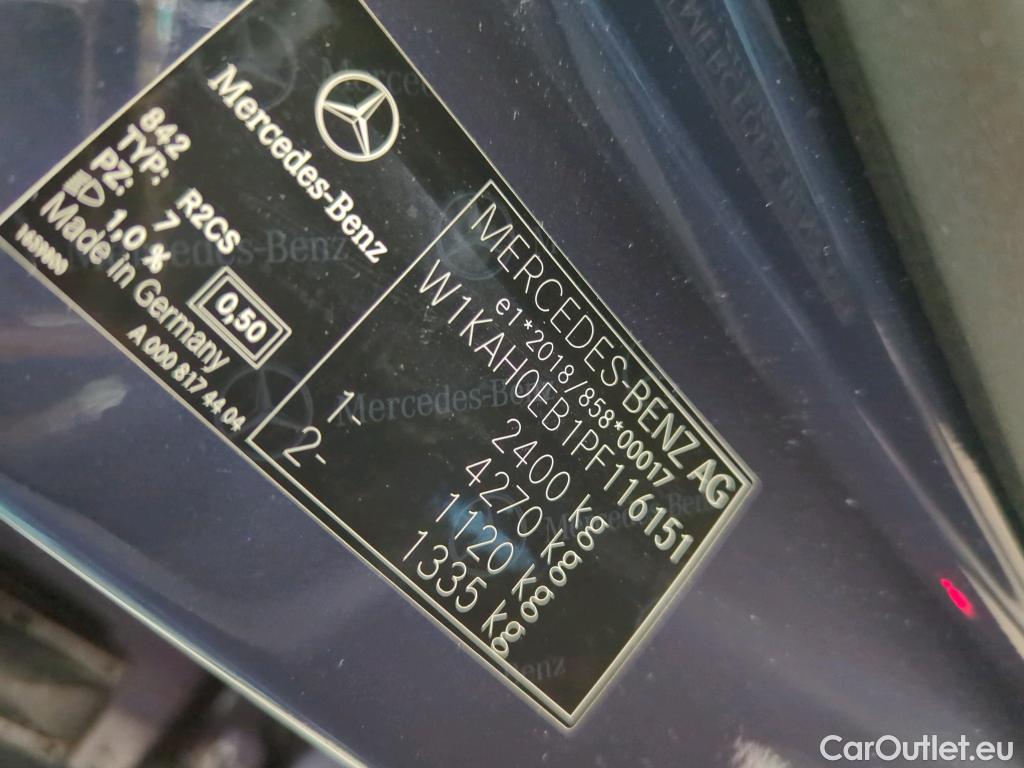 Mercedes-Benz
842
TYP: R2CS
PZ: 7
1,0 %
0,50
Made in Germany
A 000 817 44 04
MERCEDES-BENZ AG
e1*2018/858*00017
W1KAH0EB1PF116151
2400 kg
4270 kg
1- 1120 kg
2- 1335 kg
CarOutlet.eu